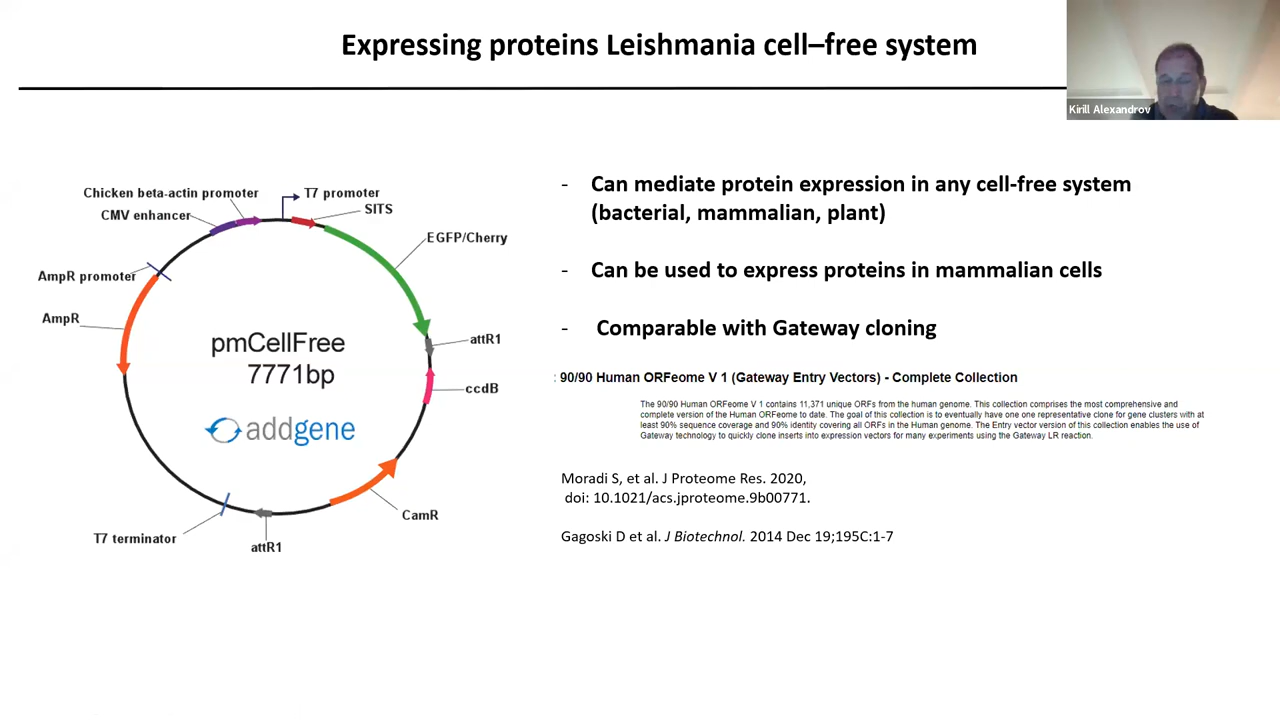 Expressing proteins Leishmania cell–free system
Kirill Alexandrov
Chicken beta-actin promoter
T7 promoter
CMV enhancer
SITS
EGFP/Cherry
AmpR promoter
AmpR
attR1
ccdB
pmCellFree
7771bp
addgene
CamR
T7 terminator
attR1
- Can mediate protein expression in any cell-free system
(bacterial, mammalian, plant)
- Can be used to express proteins in mammalian cells
- Comparable with Gateway cloning
: 90/90 Human ORFeome V 1 (Gateway Entry Vectors) - Complete Collection
The 90/90 Human ORFeome V 1 contains 11,371 unique ORFs from the human genome. This collection comprises the most comprehensive and
complete version of the Human ORFeome to date. The goal of this collection is to eventually have one one representative clone for gene clusters with at
least 90% sequence coverage and 90% identity covering all ORFs in the Human genome. The Entry vector version of this collection enables the use of
Gateway technology to quickly clone inserts into expression vectors for many experiments using the Gateway LR reaction.
Moradi S, et al. J Proteome Res. 2020,
doi: 10.1021/acs.jproteome.9b00771.
Gagoski D et al. J Biotechnol. 2014 Dec 19;195C:1-7